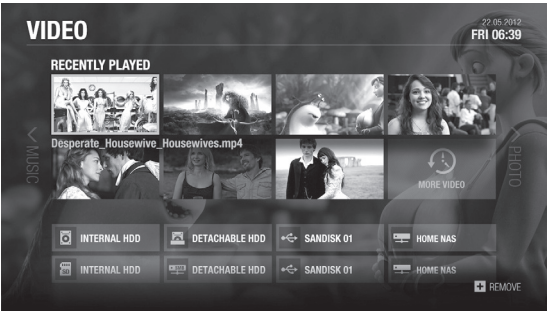 VIDEO
22.05.2012
FRI 06:39
RECENTLY PLAYED
Desperate_Housewive_Housewives.mp4
MUSIC
PHOTO
MORE VIDEO
INTERNAL HDD
DETACHABLE HDD
SANDISK 01
HOME NAS
INTERNAL HDD
DETACHABLE HDD
SANDISK 01
HOME NAS
REMOVE